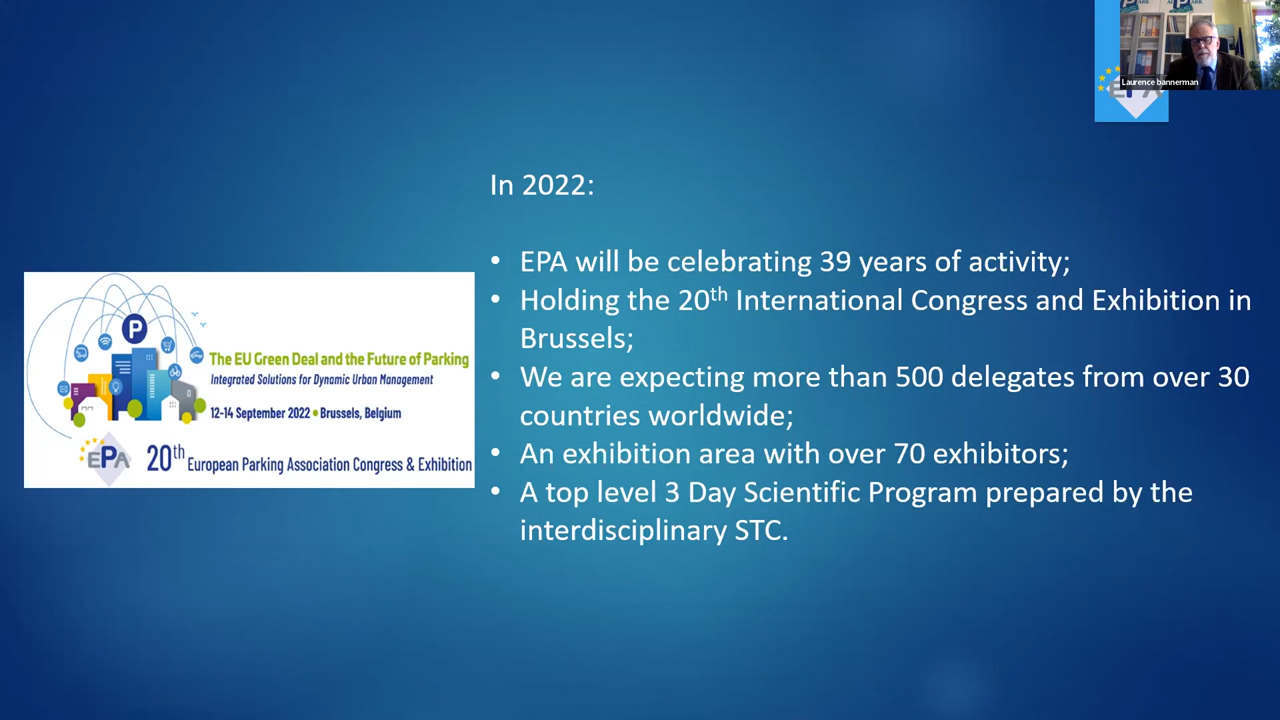 PARK
PARK
Laurence bannerman
EPA
In 2022:
• EPA will be celebrating 39 years of activity;
• Holding the 20th International Congress and Exhibition in
Brussels;
• We are expecting more than 500 delegates from over 30
countries worldwide;
• An exhibition area with over 70 exhibitors;
• A top level 3 Day Scientific Program prepared by the
interdisciplinary STC.
P
The EU Green Deal and the Future of Parking
Integrated Solutions for Dynamic Urban Management
12-14 September 2022 • Brussels, Belgium
EPA
20th European Parking Association Congress & Exhibition